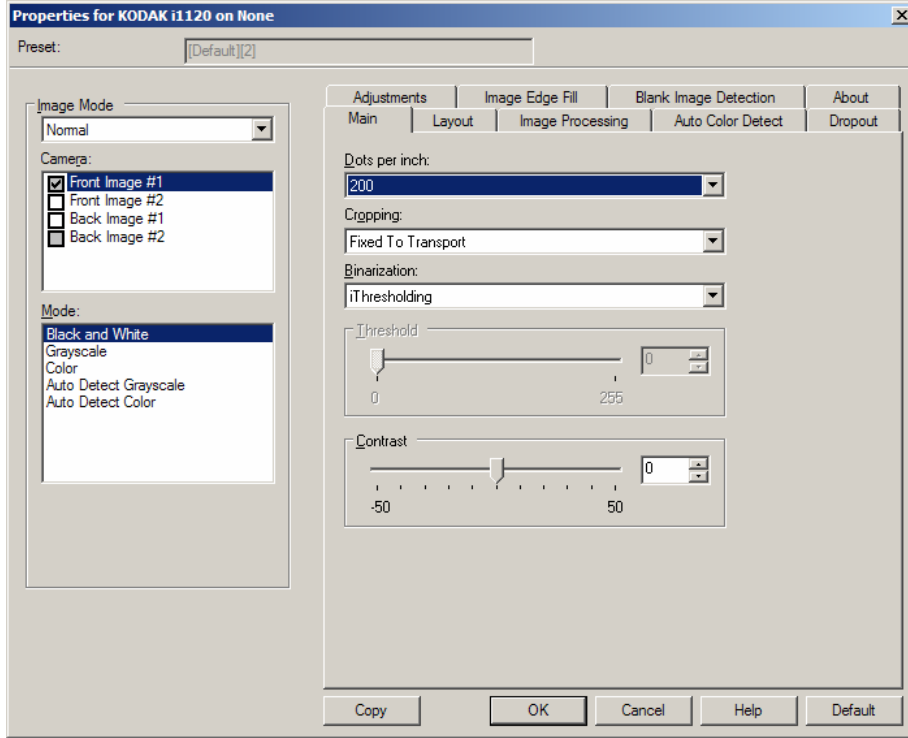 Properties for KODAK i1120 on None
Preset:
[Default][2]
Image Mode
Normal
Camera:
Front Image #1
Front Image #2
Back Image #1
Back Image #2
Mode:
Black and White
Grayscale
Color
Auto Detect Grayscale
Auto Detect Color
Adjustments Image Edge Fill Blank Image Detection About
Main Layout Image Processing Auto Color Detect Dropout
Dots per inch:
200
Cropping:
Fixed To Transport
Binarization:
iThresholding
Threshold
0
0 255
Contrast
0
-50 50
Copy OK Cancel Help Default